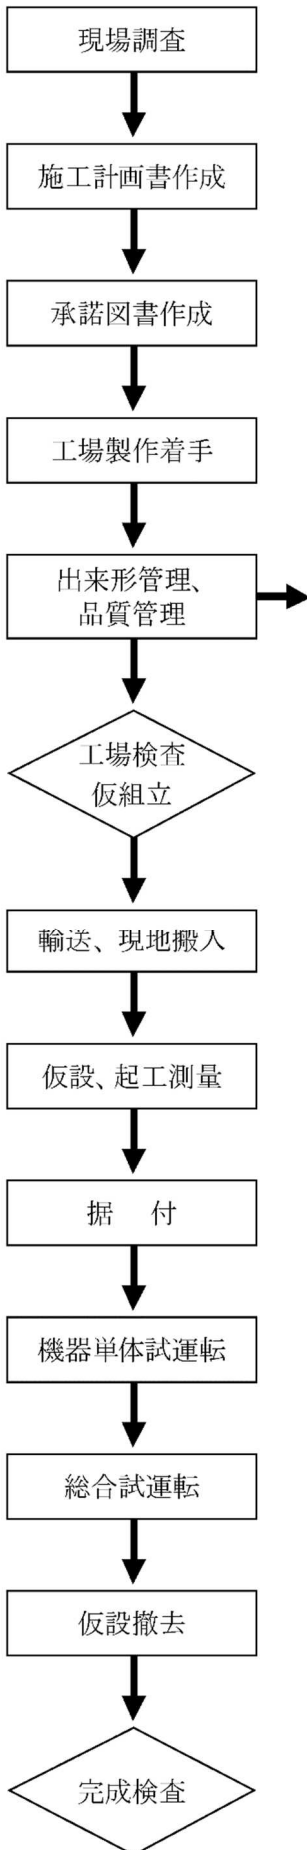 現場調査
施工計画書作成
承諾図書作成
工場製作着手
出来形管理、
品質管理
工場検査
仮組立
輸送、現地搬入
仮設、起工測量
据　付
機器単体試運転
総合試運転
仮設撤去
完成検査